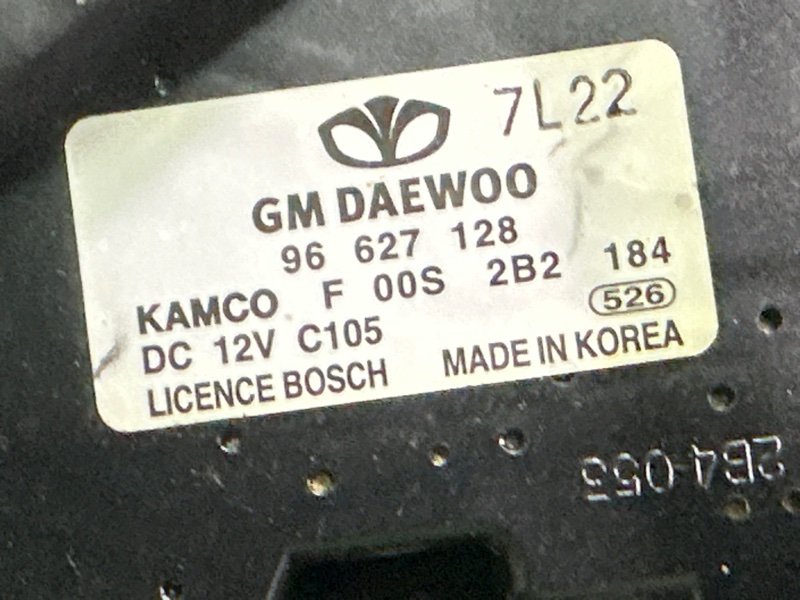 7L22
GM DAEWOO
96 627 128
KAMCO F 00S 2B2 184
DC 12V C105 526
LICENCE BOSCH MADE IN KOREA
2B4-053